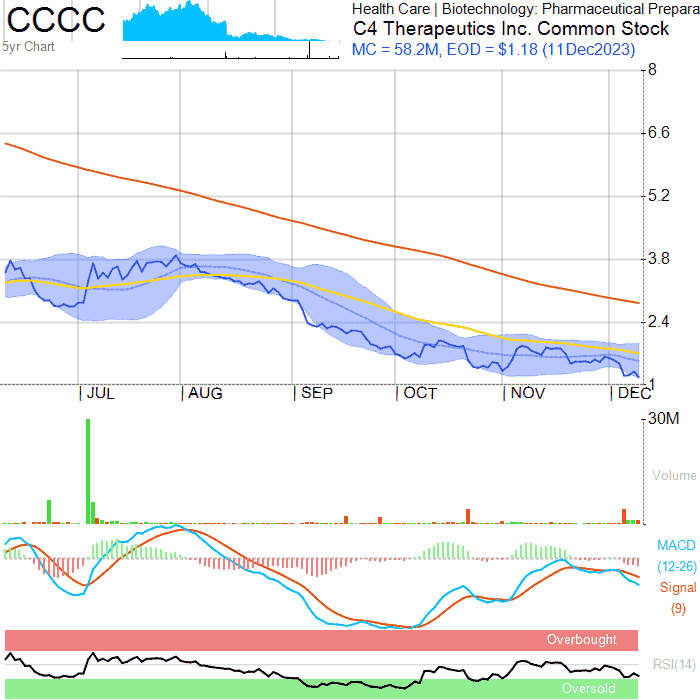 CCCC
5yr Chart
Health Care | Biotechnology: Pharmaceutical Prepara
C4 Therapeutics Inc. Common Stock
MC = 58.2M, EOD = $1.18 (11Dec2023)
8
6.6
5.2
3.8
2.4
1
JUL AUG SEP OCT NOV DEC
30M
Volume
MACD
(12-26)
Signal
(9)
Overbought
RSI(14)
Oversold